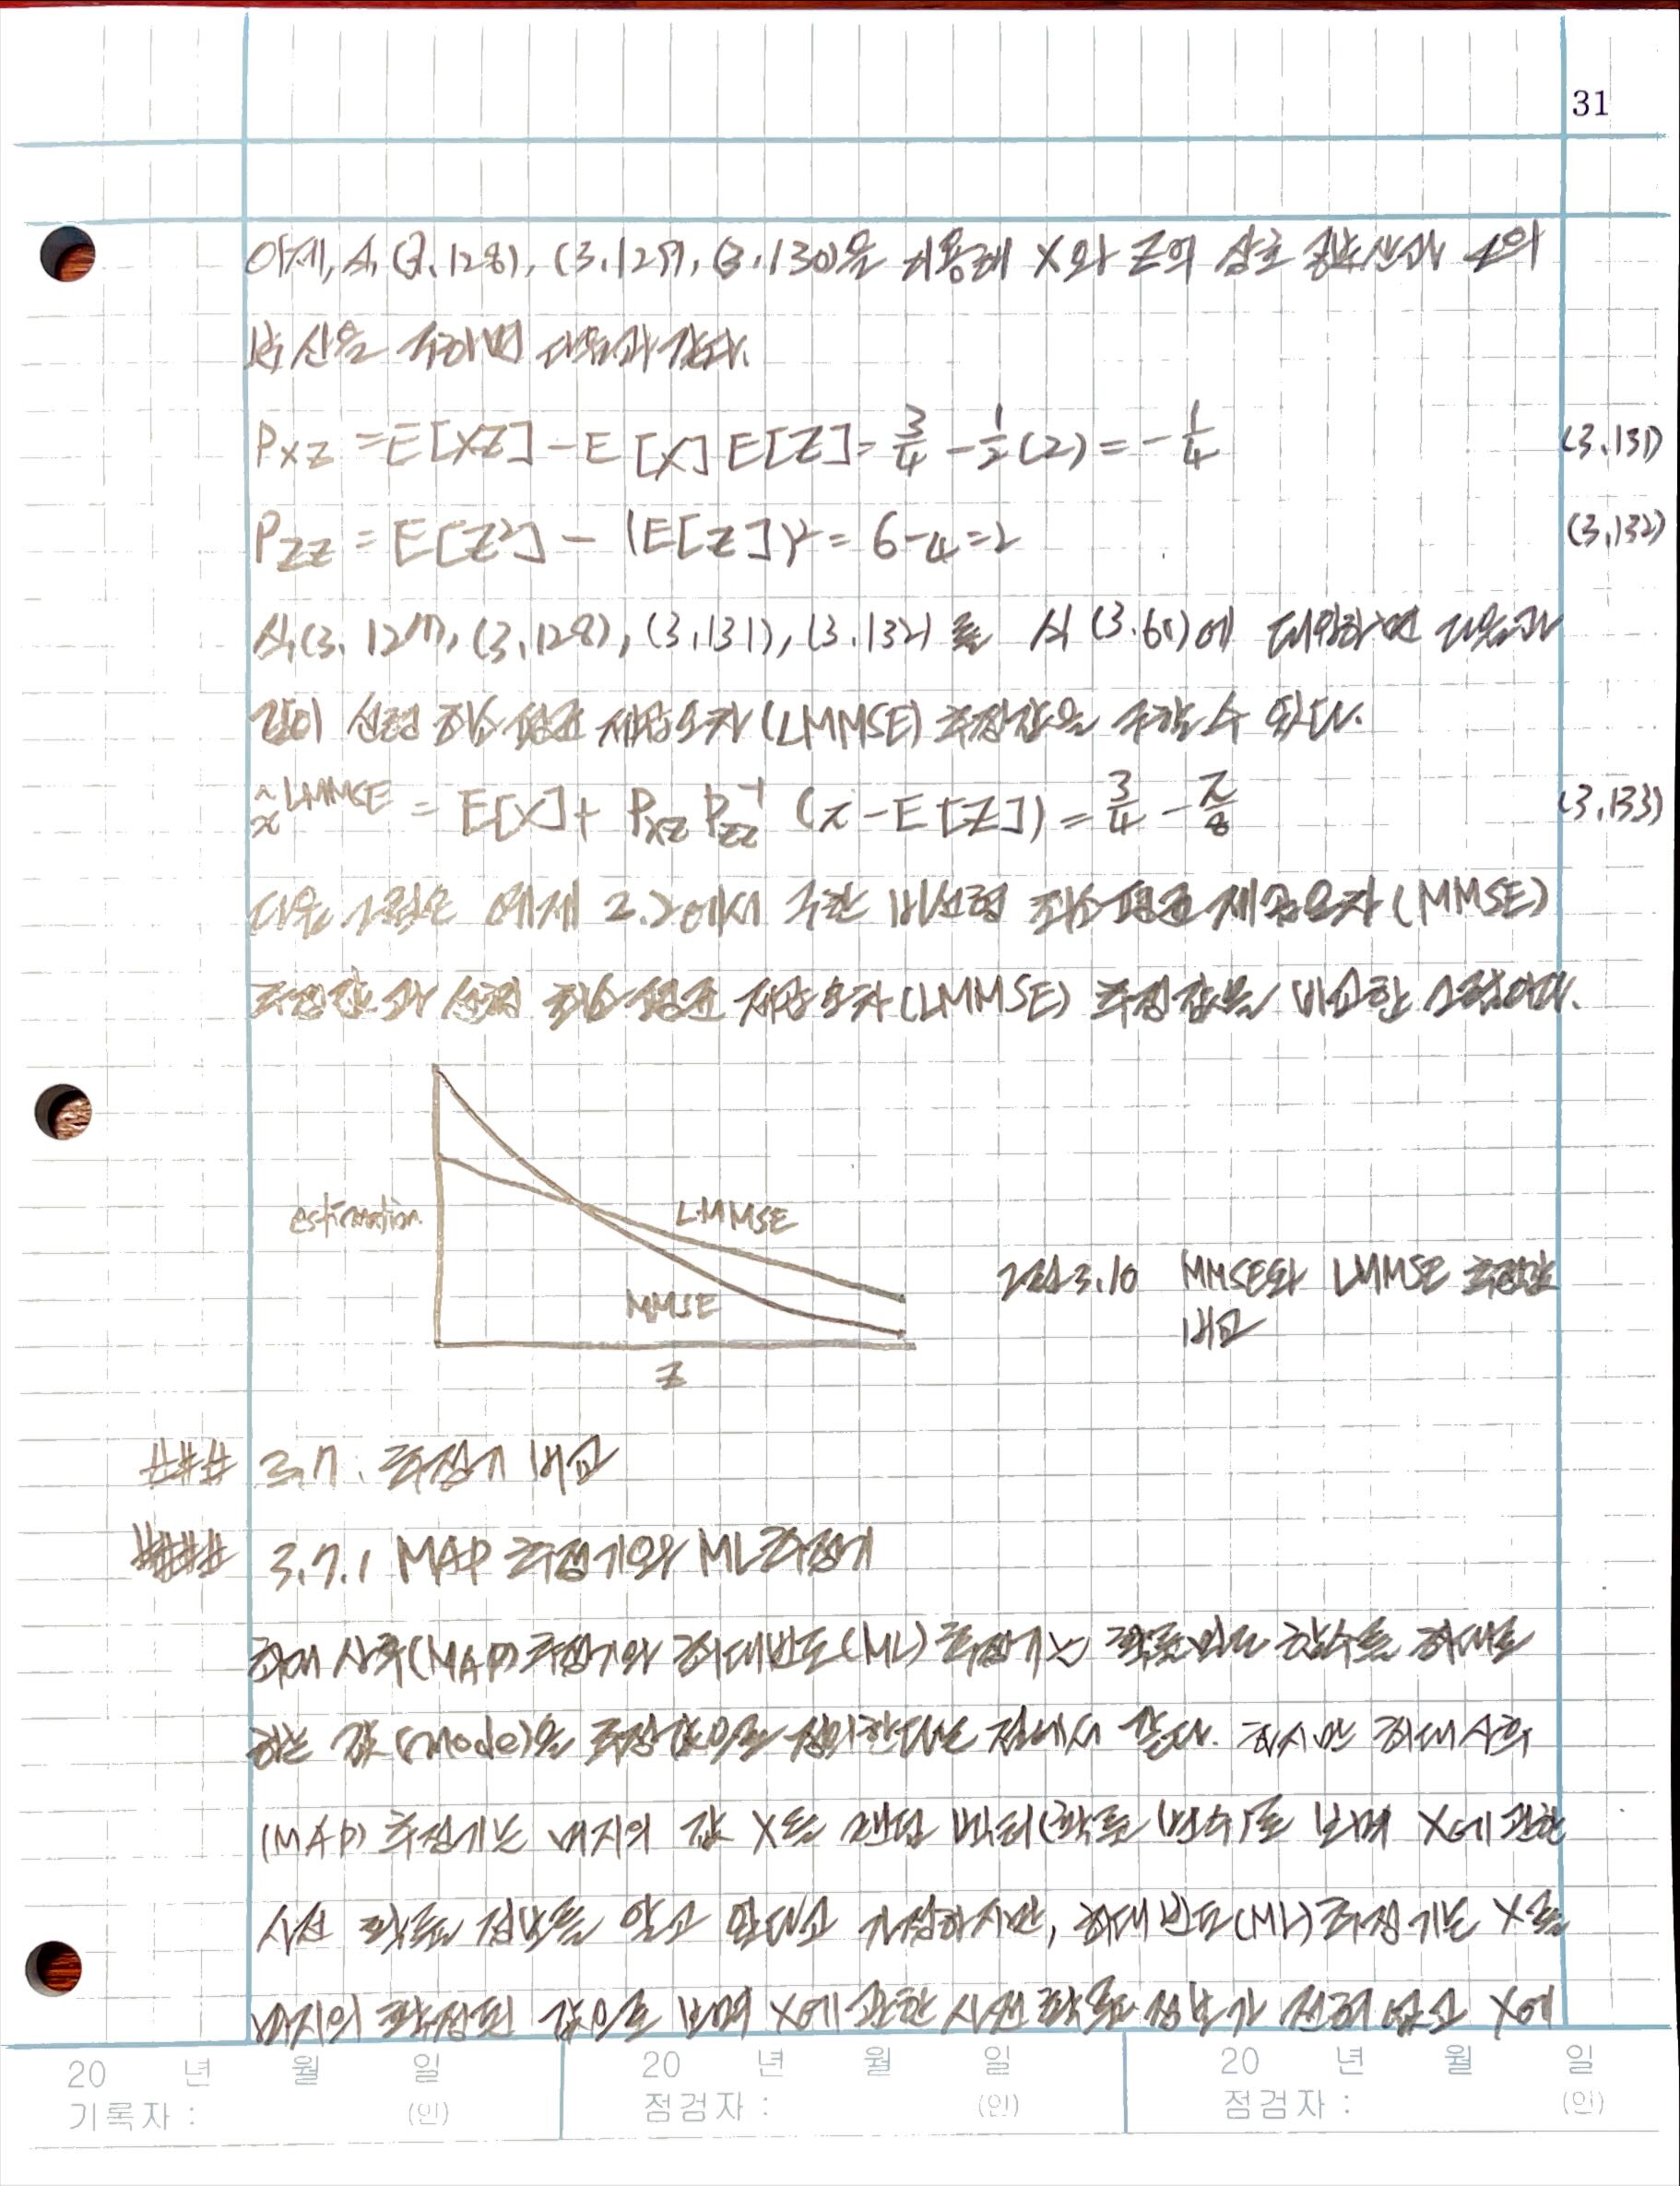 31
이제, 식 (3.128), (3.129), (3.130)을 이용해 X와 Z의 상호 공분산과 Z의
분산을 구하면 다음과 같다.
P_XZ = E[XZ] - E[X]E[Z] = 3/4 - 1/2(2) = -1/4 (3.131)
P_ZZ = E[Z²] - (E[Z])² = 6-4=2 (3.132)
식(3.127), (3.128), (3.131), (3.132)를 식 (3.61)에 대입하면 다음과
같이 선형 최소 평균 제곱오차(LMMSE) 추정값을 구할 수 있다.
x̂^LMMSE = E[X] + P_XZ P_ZZ^-1 (z - E[Z]) = 3/4 - z/8 (3.133)
다음 그림은 예제 2.2에서 구한 비선형 최소 평균 제곱오차(MMSE)
추정값과 선형 최소 평균 제곱오차(LMMSE) 추정값을 비교한 그림이다.
estimation
LMMSE
MMSE
z
그림 3.10 MMSE와 LMMSE 추정값
비교
### 3.7. 추정기 비교
#### 3.7.1 MAP 추정기와 ML 추정기
최대 사후(MAP) 추정기와 최대빈도(ML) 추정기는 확률밀도 함수를 최대로
하는 값 (mode)을 추정값으로 정의한다는 점에서 같다. 하지만 최대사후
(MAP) 추정기는 미지의 값 X를 랜덤 벡터(확률 변수)로 보며 X에 관한
사전 확률 정보를 알고 있다고 가정하지만, 최대빈도(ML) 추정기는 X를
미지의 확정된 값으로 보며 X에 관한 사전 확률 정보가 전혀 없고 X에
20 년 월 일 20 년 월 일 20 년 월 일
기록자 : (인) 점검자 : (인) 점검자 : (인)